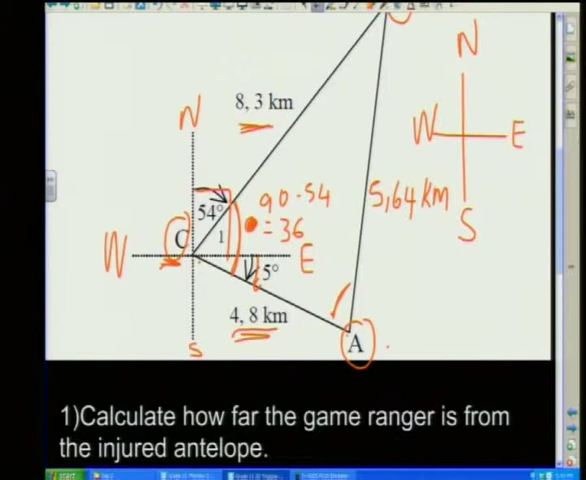 N
8, 3 km
N
W
E
S
54°
90-54
= 36
1
5,64 KM
C
W
E
5°
4, 8 km
S
A
1)Calculate how far the game ranger is from
the injured antelope.
start